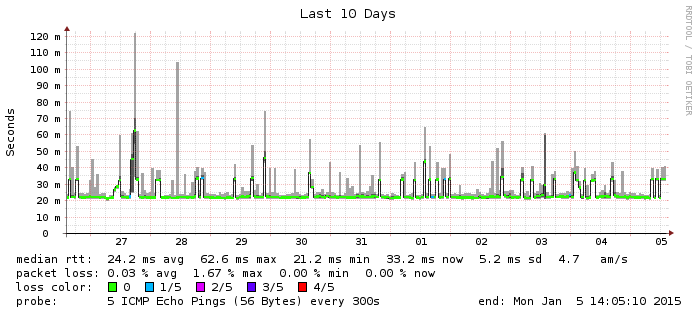 Last 10 Days
RRDTOOL / TOBI OETIKER
Seconds
120 m
110 m
100 m
90 m
80 m
70 m
60 m
50 m
40 m
30 m
20 m
10 m
0
27 28 29 30 31 01 02 03 04 05
median rtt: 24.2 ms avg 62.6 ms max 21.2 ms min 33.2 ms now 5.2 ms sd 4.7 am/s
packet loss: 0.03 % avg 1.67 % max 0.00 % min 0.00 % now
loss color: 0 1/5 2/5 3/5 4/5
probe: 5 ICMP Echo Pings (56 Bytes) every 300s end: Mon Jan 5 14:05:10 2015